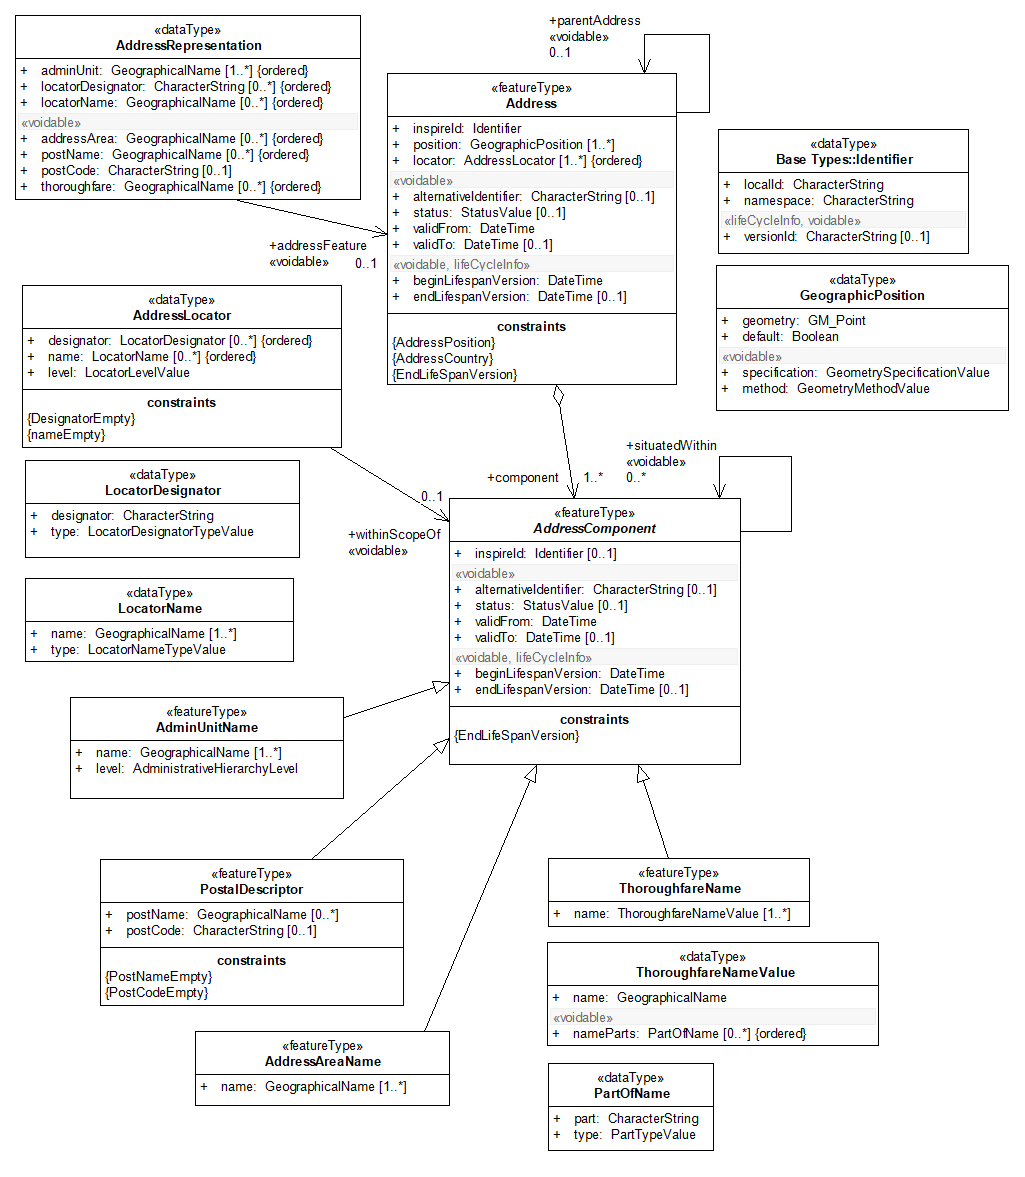 «dataType»
AddressRepresentation
+ adminUnit: GeographicalName [1..*] {ordered}
+ locatorDesignator: CharacterString [0..*] {ordered}
+ locatorName: GeographicalName [0..*] {ordered}
«voidable»
+ addressArea: GeographicalName [0..*] {ordered}
+ postName: GeographicalName [0..*] {ordered}
+ postCode: CharacterString [0..1]
+ thoroughfare: GeographicalName [0..*] {ordered}
+parentAddress
«voidable»
0..1
«featureType»
Address
+ inspireId: Identifier
+ position: GeographicPosition [1..*]
+ locator: AddressLocator [1..*] {ordered}
«voidable»
+ alternativeIdentifier: CharacterString [0..1]
+ status: StatusValue [0..1]
+ validFrom: DateTime
+ validTo: DateTime [0..1]
«voidable, lifeCycleInfo»
+ beginLifespanVersion: DateTime
+ endLifespanVersion: DateTime [0..1]
constraints
{AddressPosition}
{AddressCountry}
{EndLifeSpanVersion}
«dataType»
Base Types::Identifier
+ localId: CharacterString
+ namespace: CharacterString
«lifeCycleInfo, voidable»
+ versionId: CharacterString [0..1]
+addressFeature
«voidable» 0..1
«dataType»
GeographicPosition
+ geometry: GM_Point
+ default: Boolean
«voidable»
+ specification: GeometrySpecificationValue
+ method: GeometryMethodValue
«dataType»
AddressLocator
+ designator: LocatorDesignator [0..*] {ordered}
+ name: LocatorName [0..*] {ordered}
+ level: LocatorLevelValue
constraints
{DesignatorEmpty}
{nameEmpty}
+situatedWithin
«voidable»
0..*
+component 1..*
«dataType»
LocatorDesignator
+ designator: CharacterString
+ type: LocatorDesignatorTypeValue
0..1
+withinScopeOf
«voidable»
«featureType»
AddressComponent
+ inspireId: Identifier [0..1]
«voidable»
+ alternativeIdentifier: CharacterString [0..1]
+ status: StatusValue [0..1]
+ validFrom: DateTime
+ validTo: DateTime [0..1]
«voidable, lifeCycleInfo»
+ beginLifespanVersion: DateTime
+ endLifespanVersion: DateTime [0..1]
constraints
{EndLifeSpanVersion}
«dataType»
LocatorName
+ name: GeographicalName [1..*]
+ type: LocatorNameTypeValue
«featureType»
AdminUnitName
+ name: GeographicalName [1..*]
+ level: AdministrativeHierarchyLevel
«featureType»
PostalDescriptor
+ postName: GeographicalName [0..*]
+ postCode: CharacterString [0..1]
constraints
{PostNameEmpty}
{PostCodeEmpty}
«featureType»
ThoroughfareName
+ name: ThoroughfareNameValue [1..*]
«dataType»
ThoroughfareNameValue
+ name: GeographicalName
«voidable»
+ nameParts: PartOfName [0..*] {ordered}
«featureType»
AddressAreaName
+ name: GeographicalName [1..*]
«dataType»
PartOfName
+ part: CharacterString
+ type: PartTypeValue